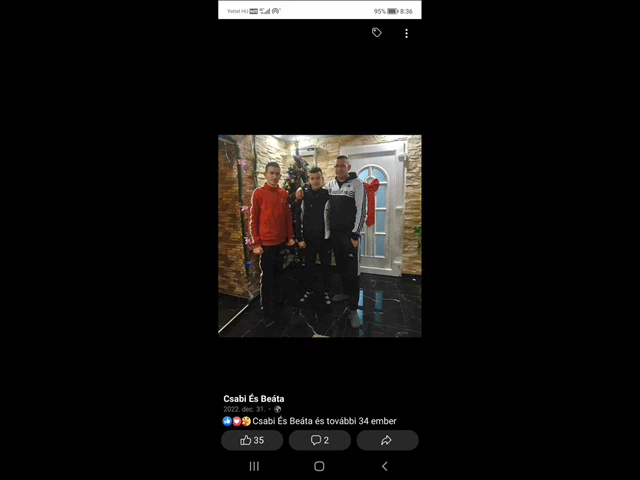 Yettel HU 95% 8:36
Csabi És Beáta
2022. dec. 31. ·
Csabi És Beáta és további 34 ember
35 2